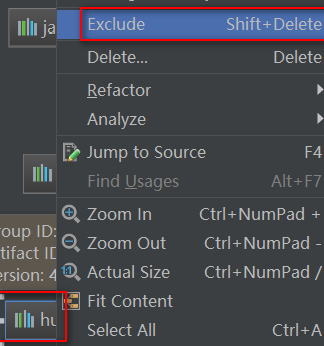 ja
Exclude Shift+Delete
Delete... Delete
Refactor
Analyze
Jump to Source F4
Find Usages Alt+F7
Zoom In Ctrl+NumPad +
Zoom Out Ctrl+NumPad -
Actual Size Ctrl+NumPad /
Fit Content
Select All Ctrl+A
roup ID:
rtifact ID
ersion: 4
hu